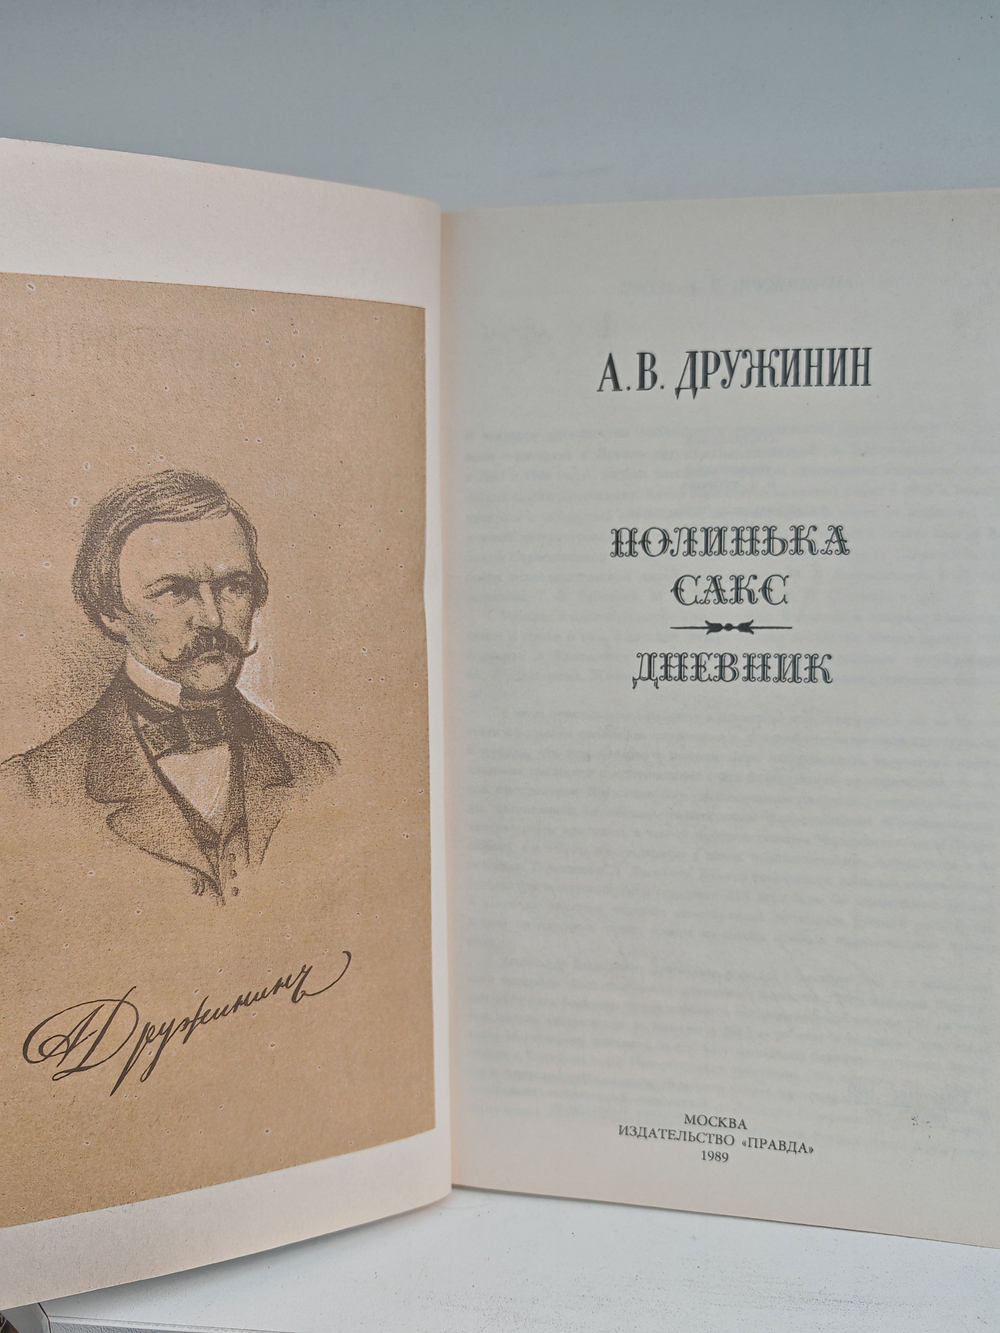 А Дружининъ
А. В. ДРУЖИНИН
ПОЛИНЬКА
САКС
ДНЕВНИК
МОСКВА
ИЗДАТЕЛЬСТВО «ПРАВДА»
1989